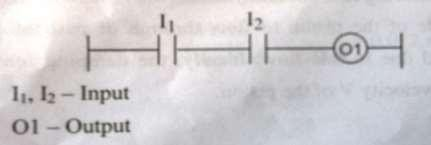 I₁ I₂
O1
I₁, I₂ – Input
O1 – Output